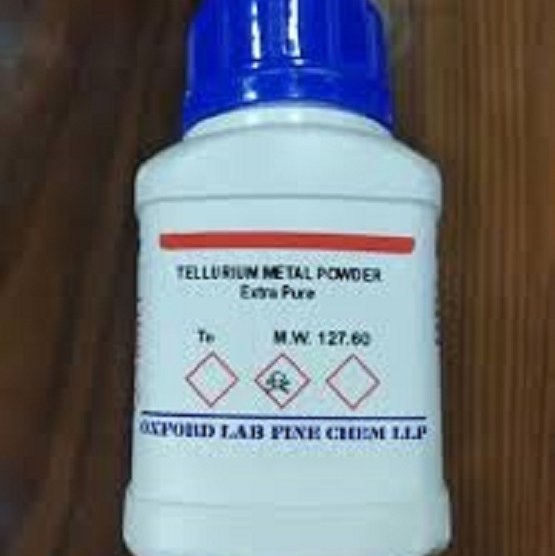 TELLURIUM METAL POWDER
Extra Pure
Te M.W. 127.60
OXFORD LAB FINE CHEM LLP